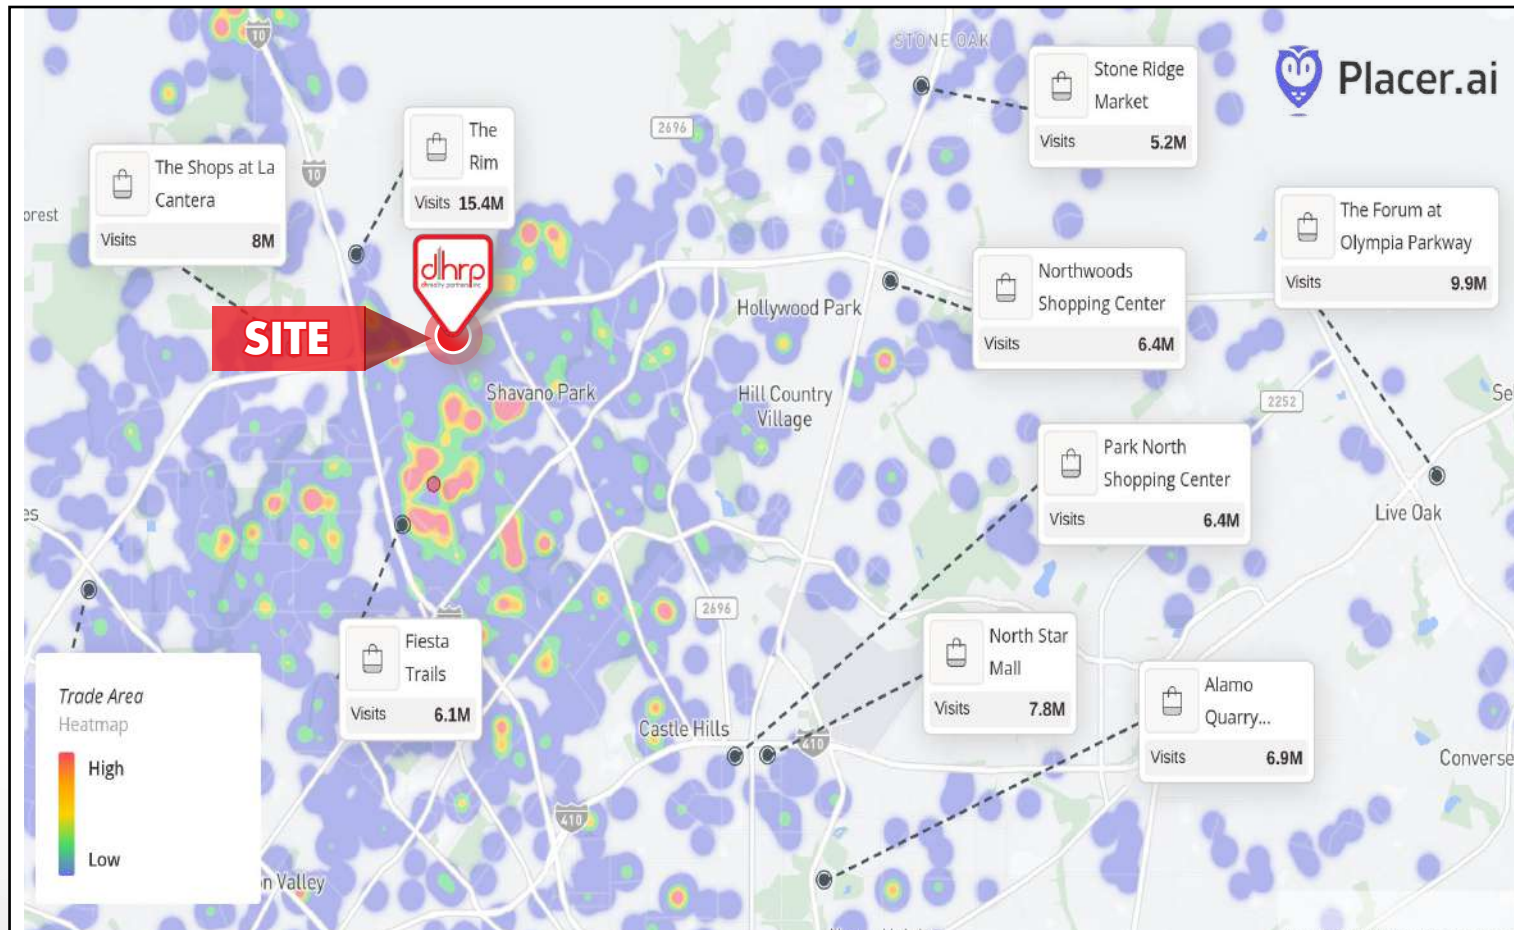 10
STONE OAK
Placer.ai
Stone Ridge
Market
Visits 5.2M
2696
The
Rim
Visits 15.4M
The Shops at La
Cantera
Visits 8M
10
orest
The Forum at
Olympia Parkway
Visits 9.9M
dhrp
Northwoods
Shopping Center
Visits 6.4M
Hollywood Park
SITE
Shavano Park
Hill Country
Village
2252
Se
Park North
Shopping Center
Visits 6.4M
es
Live Oak
2696
Fiesta
Trails
Visits 6.1M
North Star
Mall
Visits 7.8M
Alamo
Quarry...
Visits 6.9M
Trade Area
Heatmap
High
Low
Castle Hills
410
Converse
410
on Valley